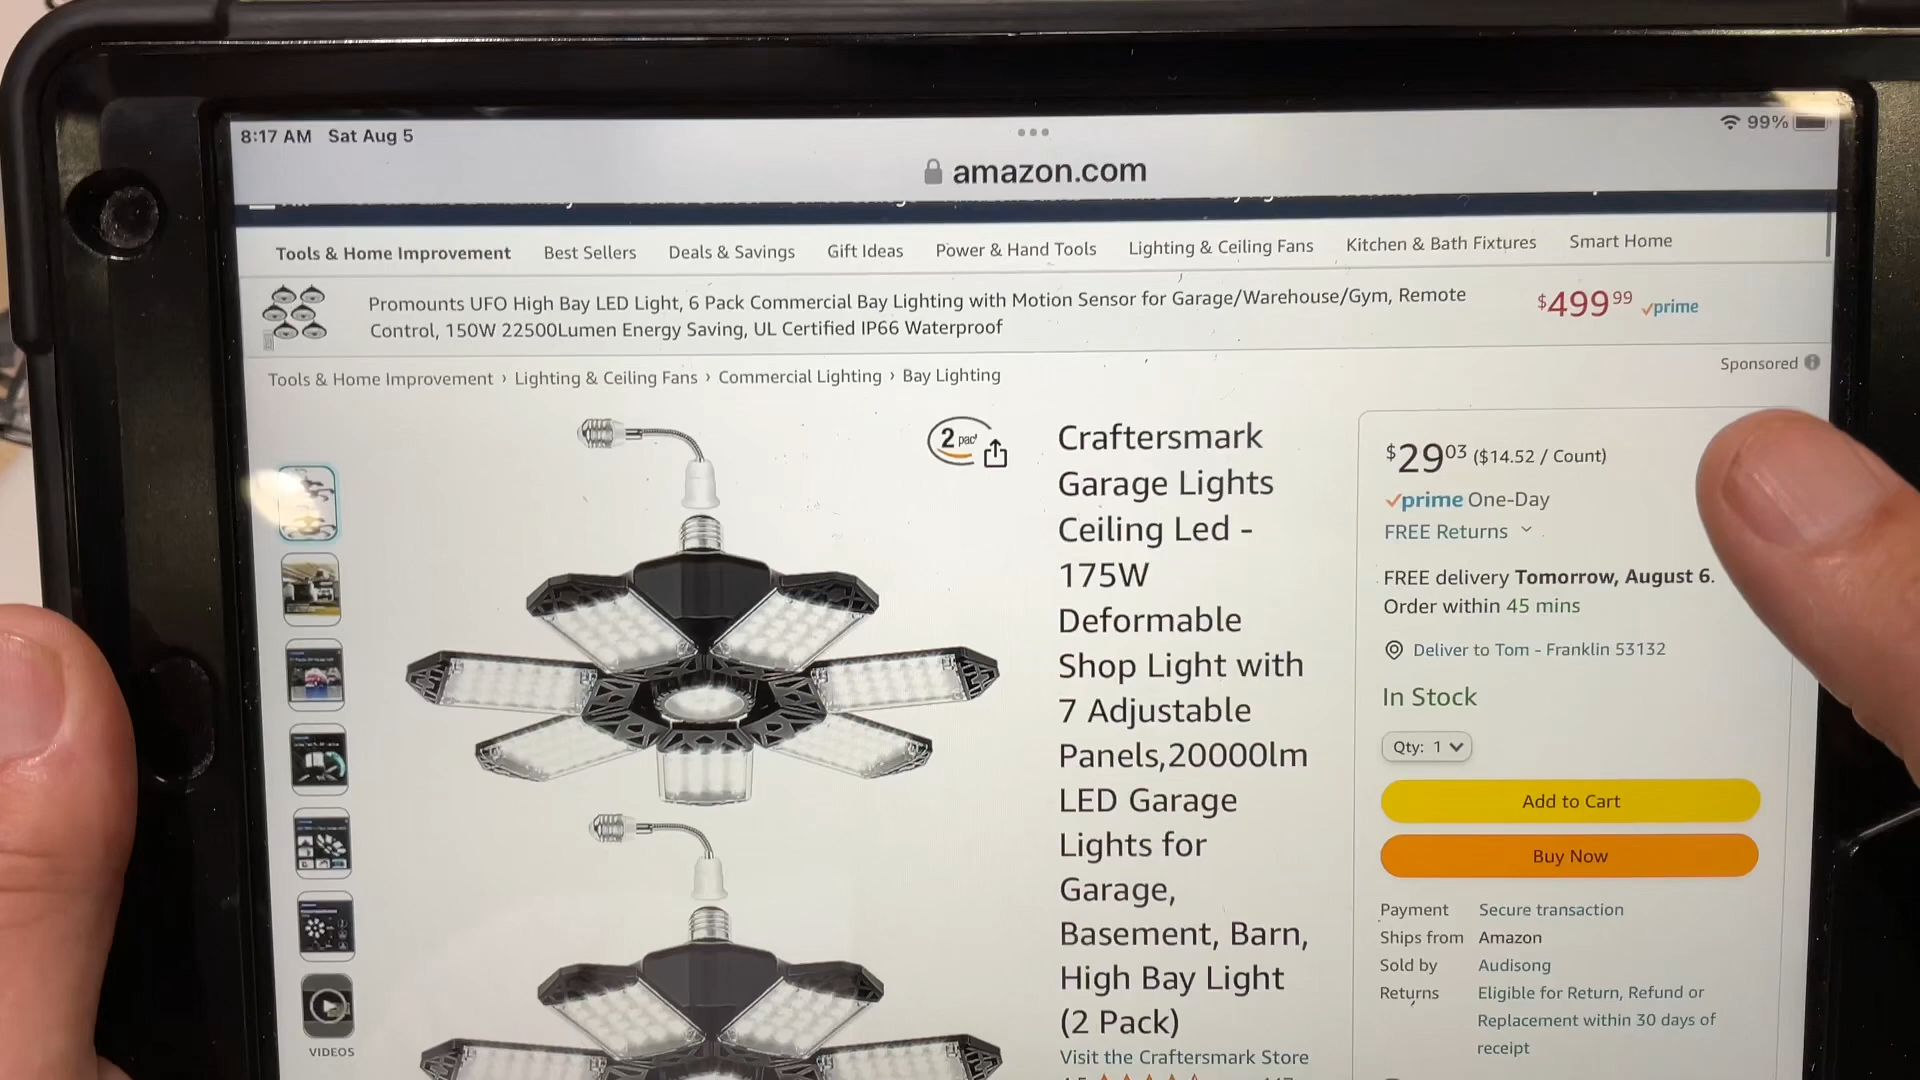 8:17 AM Sat Aug 5
99%
amazon.com
Tools & Home Improvement Best Sellers Deals & Savings Gift Ideas Power & Hand Tools Lighting & Ceiling Fans Kitchen & Bath Fixtures Smart Home
Promounts UFO High Bay LED Light, 6 Pack Commercial Bay Lighting with Motion Sensor for Garage/Warehouse/Gym, Remote
Control, 150W 22500Lumen Energy Saving, UL Certified IP66 Waterproof
$499 99 prime
Sponsored
Tools & Home Improvement › Lighting & Ceiling Fans › Commercial Lighting › Bay Lighting
2 pac
VIDEOS
Craftersmark
Garage Lights
Ceiling Led -
175W
Deformable
Shop Light with
7 Adjustable
Panels,20000lm
LED Garage
Lights for
Garage,
Basement, Barn,
High Bay Light
(2 Pack)
Visit the Craftersmark Store
$29 03 ($14.52 / Count)
prime One-Day
FREE Returns
FREE delivery Tomorrow, August 6.
Order within 45 mins
Deliver to Tom - Franklin 53132
In Stock
Qty: 1
Add to Cart
Buy Now
Payment Secure transaction
Ships from Amazon
Sold by Audisong
Returns Eligible for Return, Refund or
Replacement within 30 days of
receipt